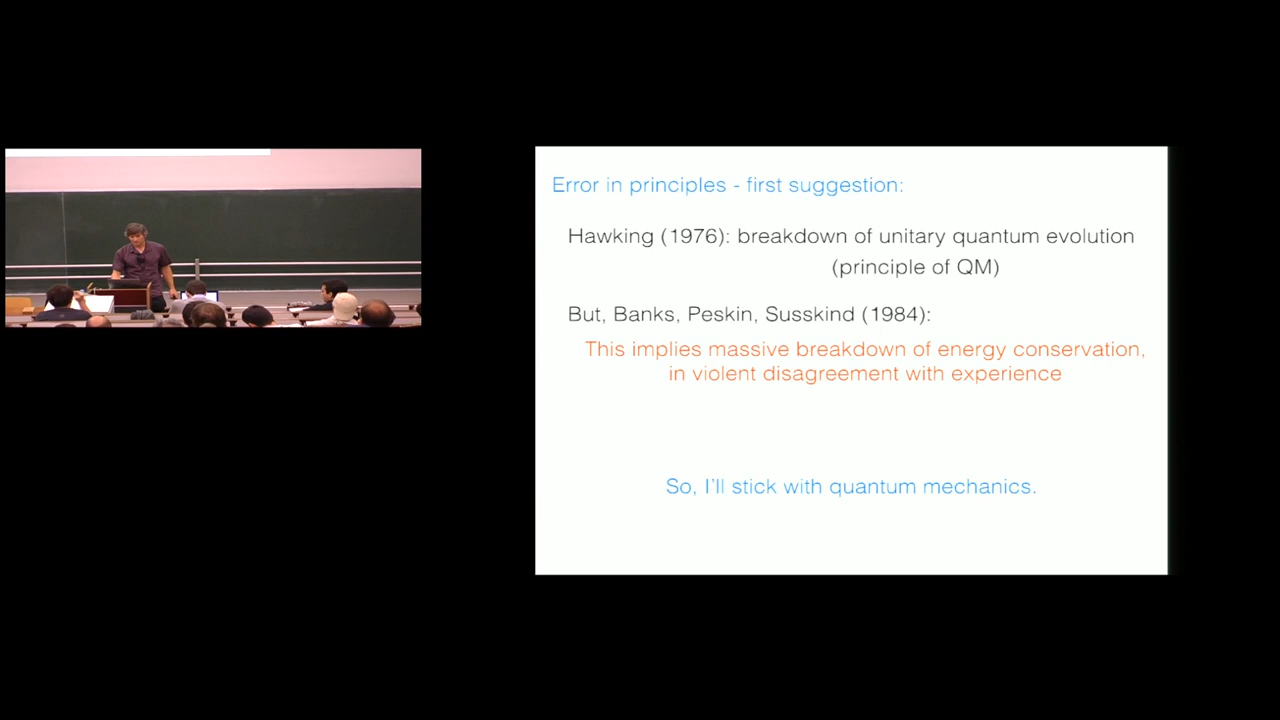 Error in principles - first suggestion:
Hawking (1976): breakdown of unitary quantum evolution
(principle of QM)
But, Banks, Peskin, Susskind (1984):
This implies massive breakdown of energy conservation,
in violent disagreement with experience
So, I'll stick with quantum mechanics.